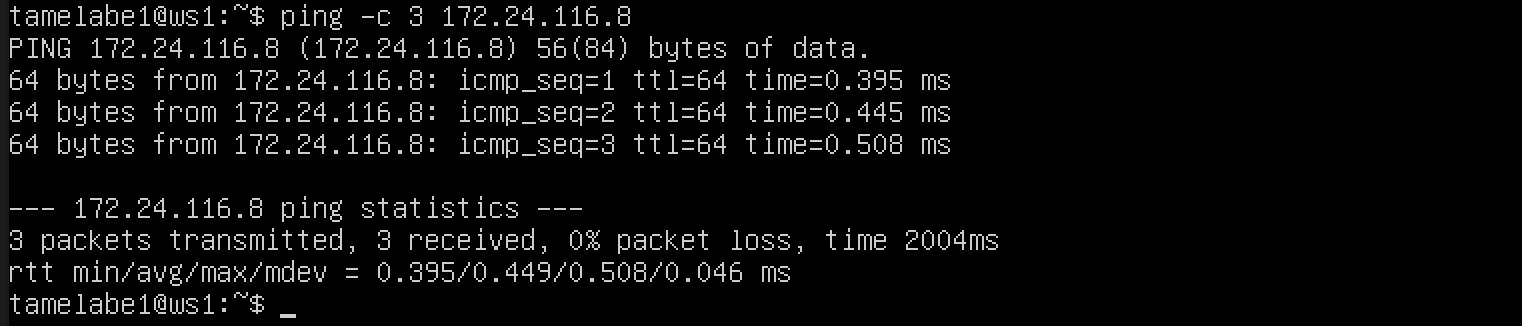 tamelabe1@ws1:~$ ping -c 3 172.24.116.8
PING 172.24.116.8 (172.24.116.8) 56(84) bytes of data.
64 bytes from 172.24.116.8: icmp_seq=1 ttl=64 time=0.395 ms
64 bytes from 172.24.116.8: icmp_seq=2 ttl=64 time=0.445 ms
64 bytes from 172.24.116.8: icmp_seq=3 ttl=64 time=0.508 ms
--- 172.24.116.8 ping statistics ---
3 packets transmitted, 3 received, 0% packet loss, time 2004ms
rtt min/avg/max/mdev = 0.395/0.449/0.508/0.046 ms
tamelabe1@ws1:~$ _